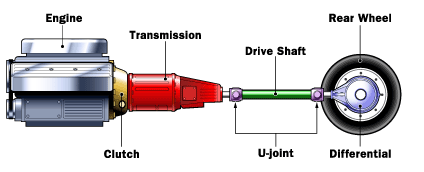 Engine
Transmission
Drive Shaft
Rear Wheel
Clutch
U-joint
Differential